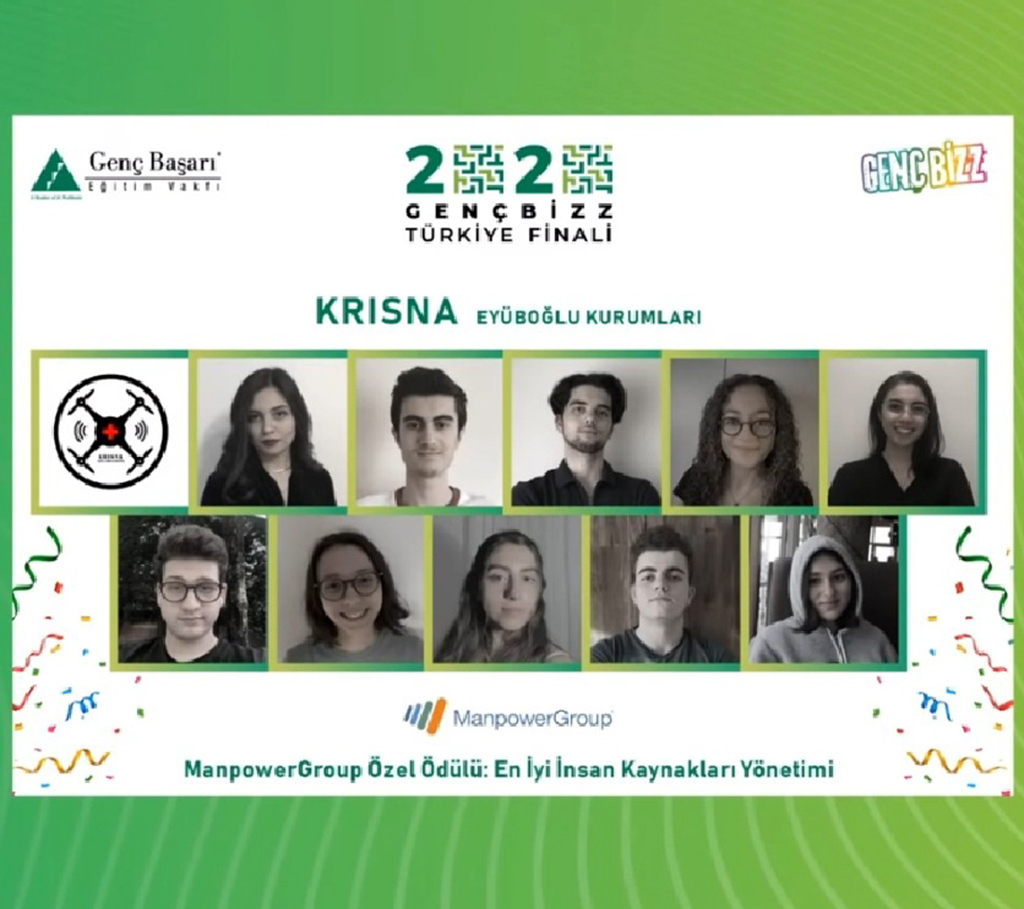 Genç Başarı
Eğitim Vakfı
GENÇBİZZ
2020
GENÇBİZZ
TÜRKİYE FİNALİ
KRISNA EYÜBOĞLU KURUMLARI
KRISNA
ManpowerGroup
ManpowerGroup Özel Ödülü: En İyi İnsan Kaynakları Yönetimi